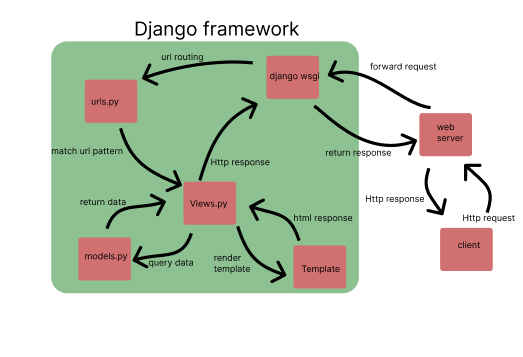 Django framework
url routing
django wsgi
forward request
urls.py
web
server
match url pattern
Http response
return response
return data
Views.py
html response
Http response
Http request
models.py
query data
render
template
Template
client